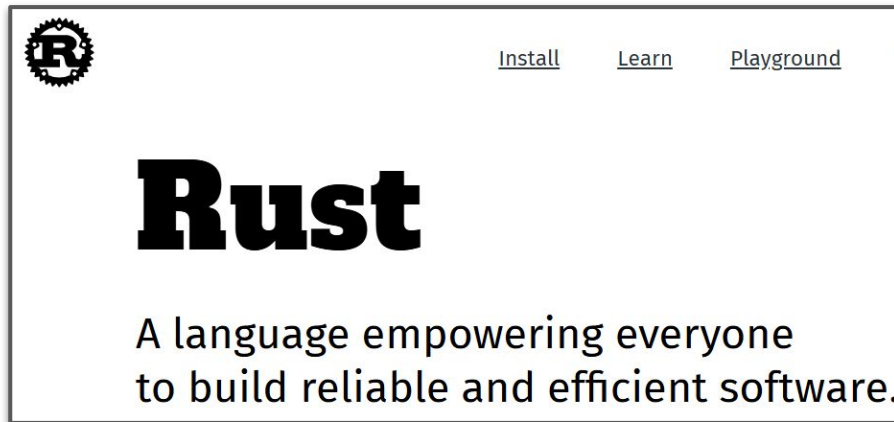 R
Install Learn Playground
Rust
A language empowering everyone
to build reliable and efficient software.